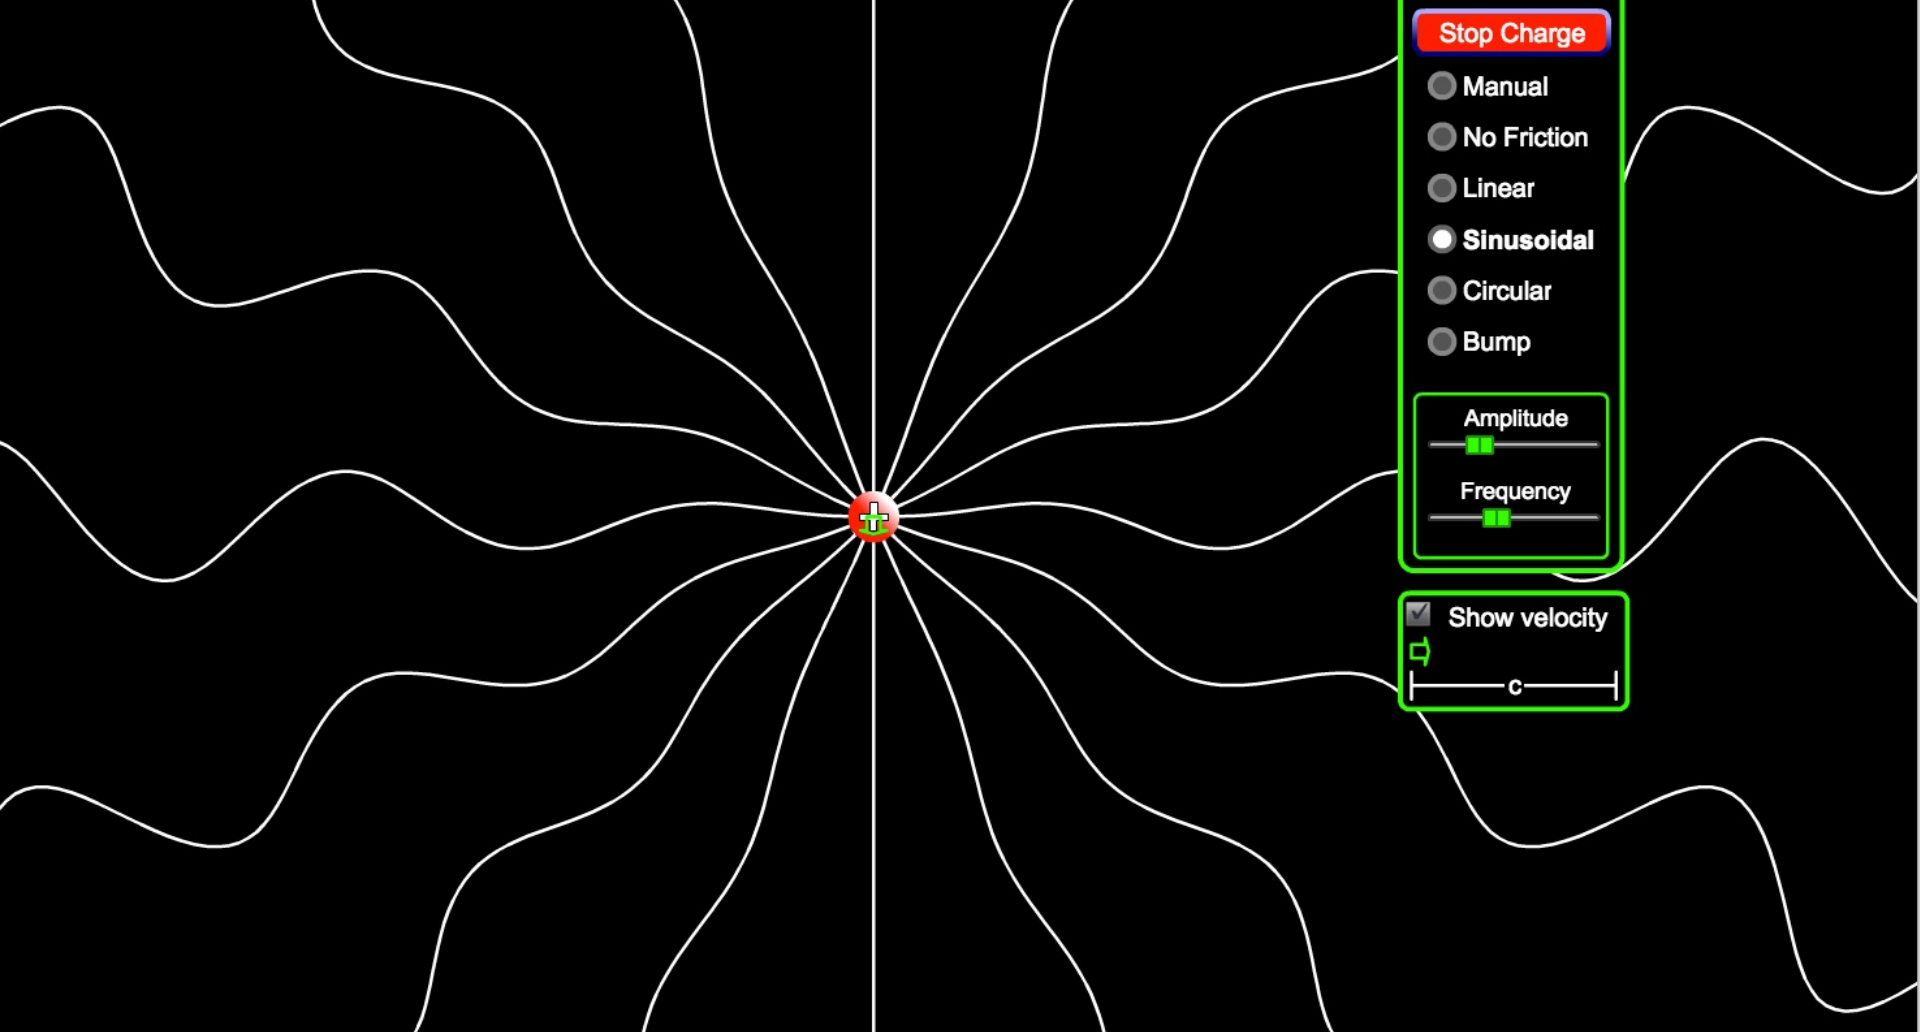 Stop Charge
Manual
No Friction
Linear
Sinusoidal
Circular
Bump
Amplitude
Frequency
Show velocity
c